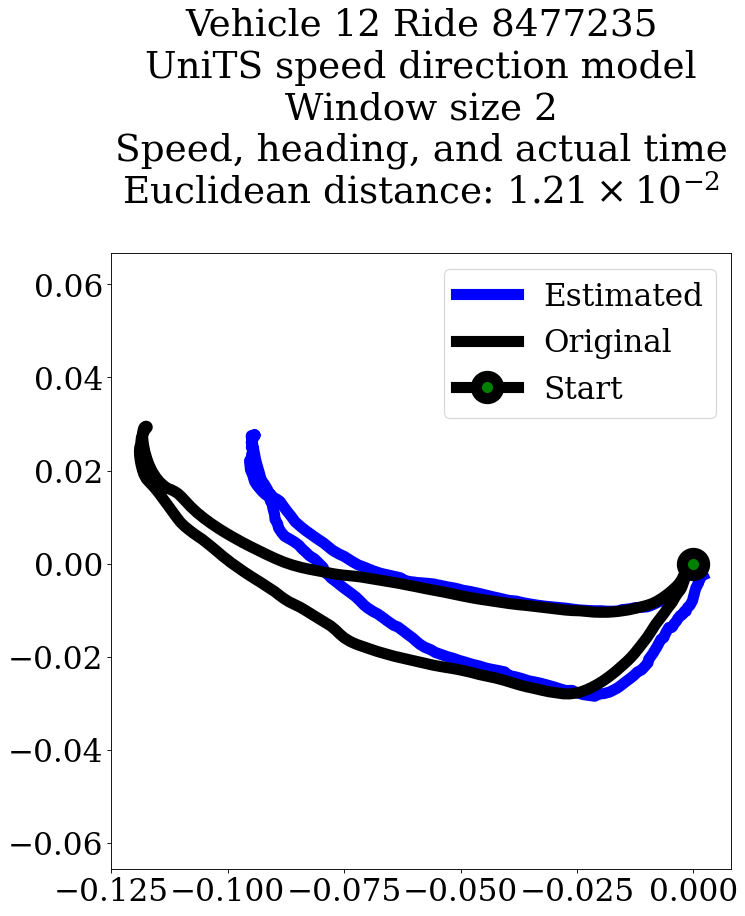 Vehicle 12 Ride 8477235
UniTS speed direction model
Window size 2
Speed, heading, and actual time
Euclidean distance: 1.21 × 10⁻²
Estimated
Original
Start
0.06
0.04
0.02
0.00
−0.02
−0.04
−0.06
−0.125 −0.100 −0.075 −0.050 −0.025 0.000